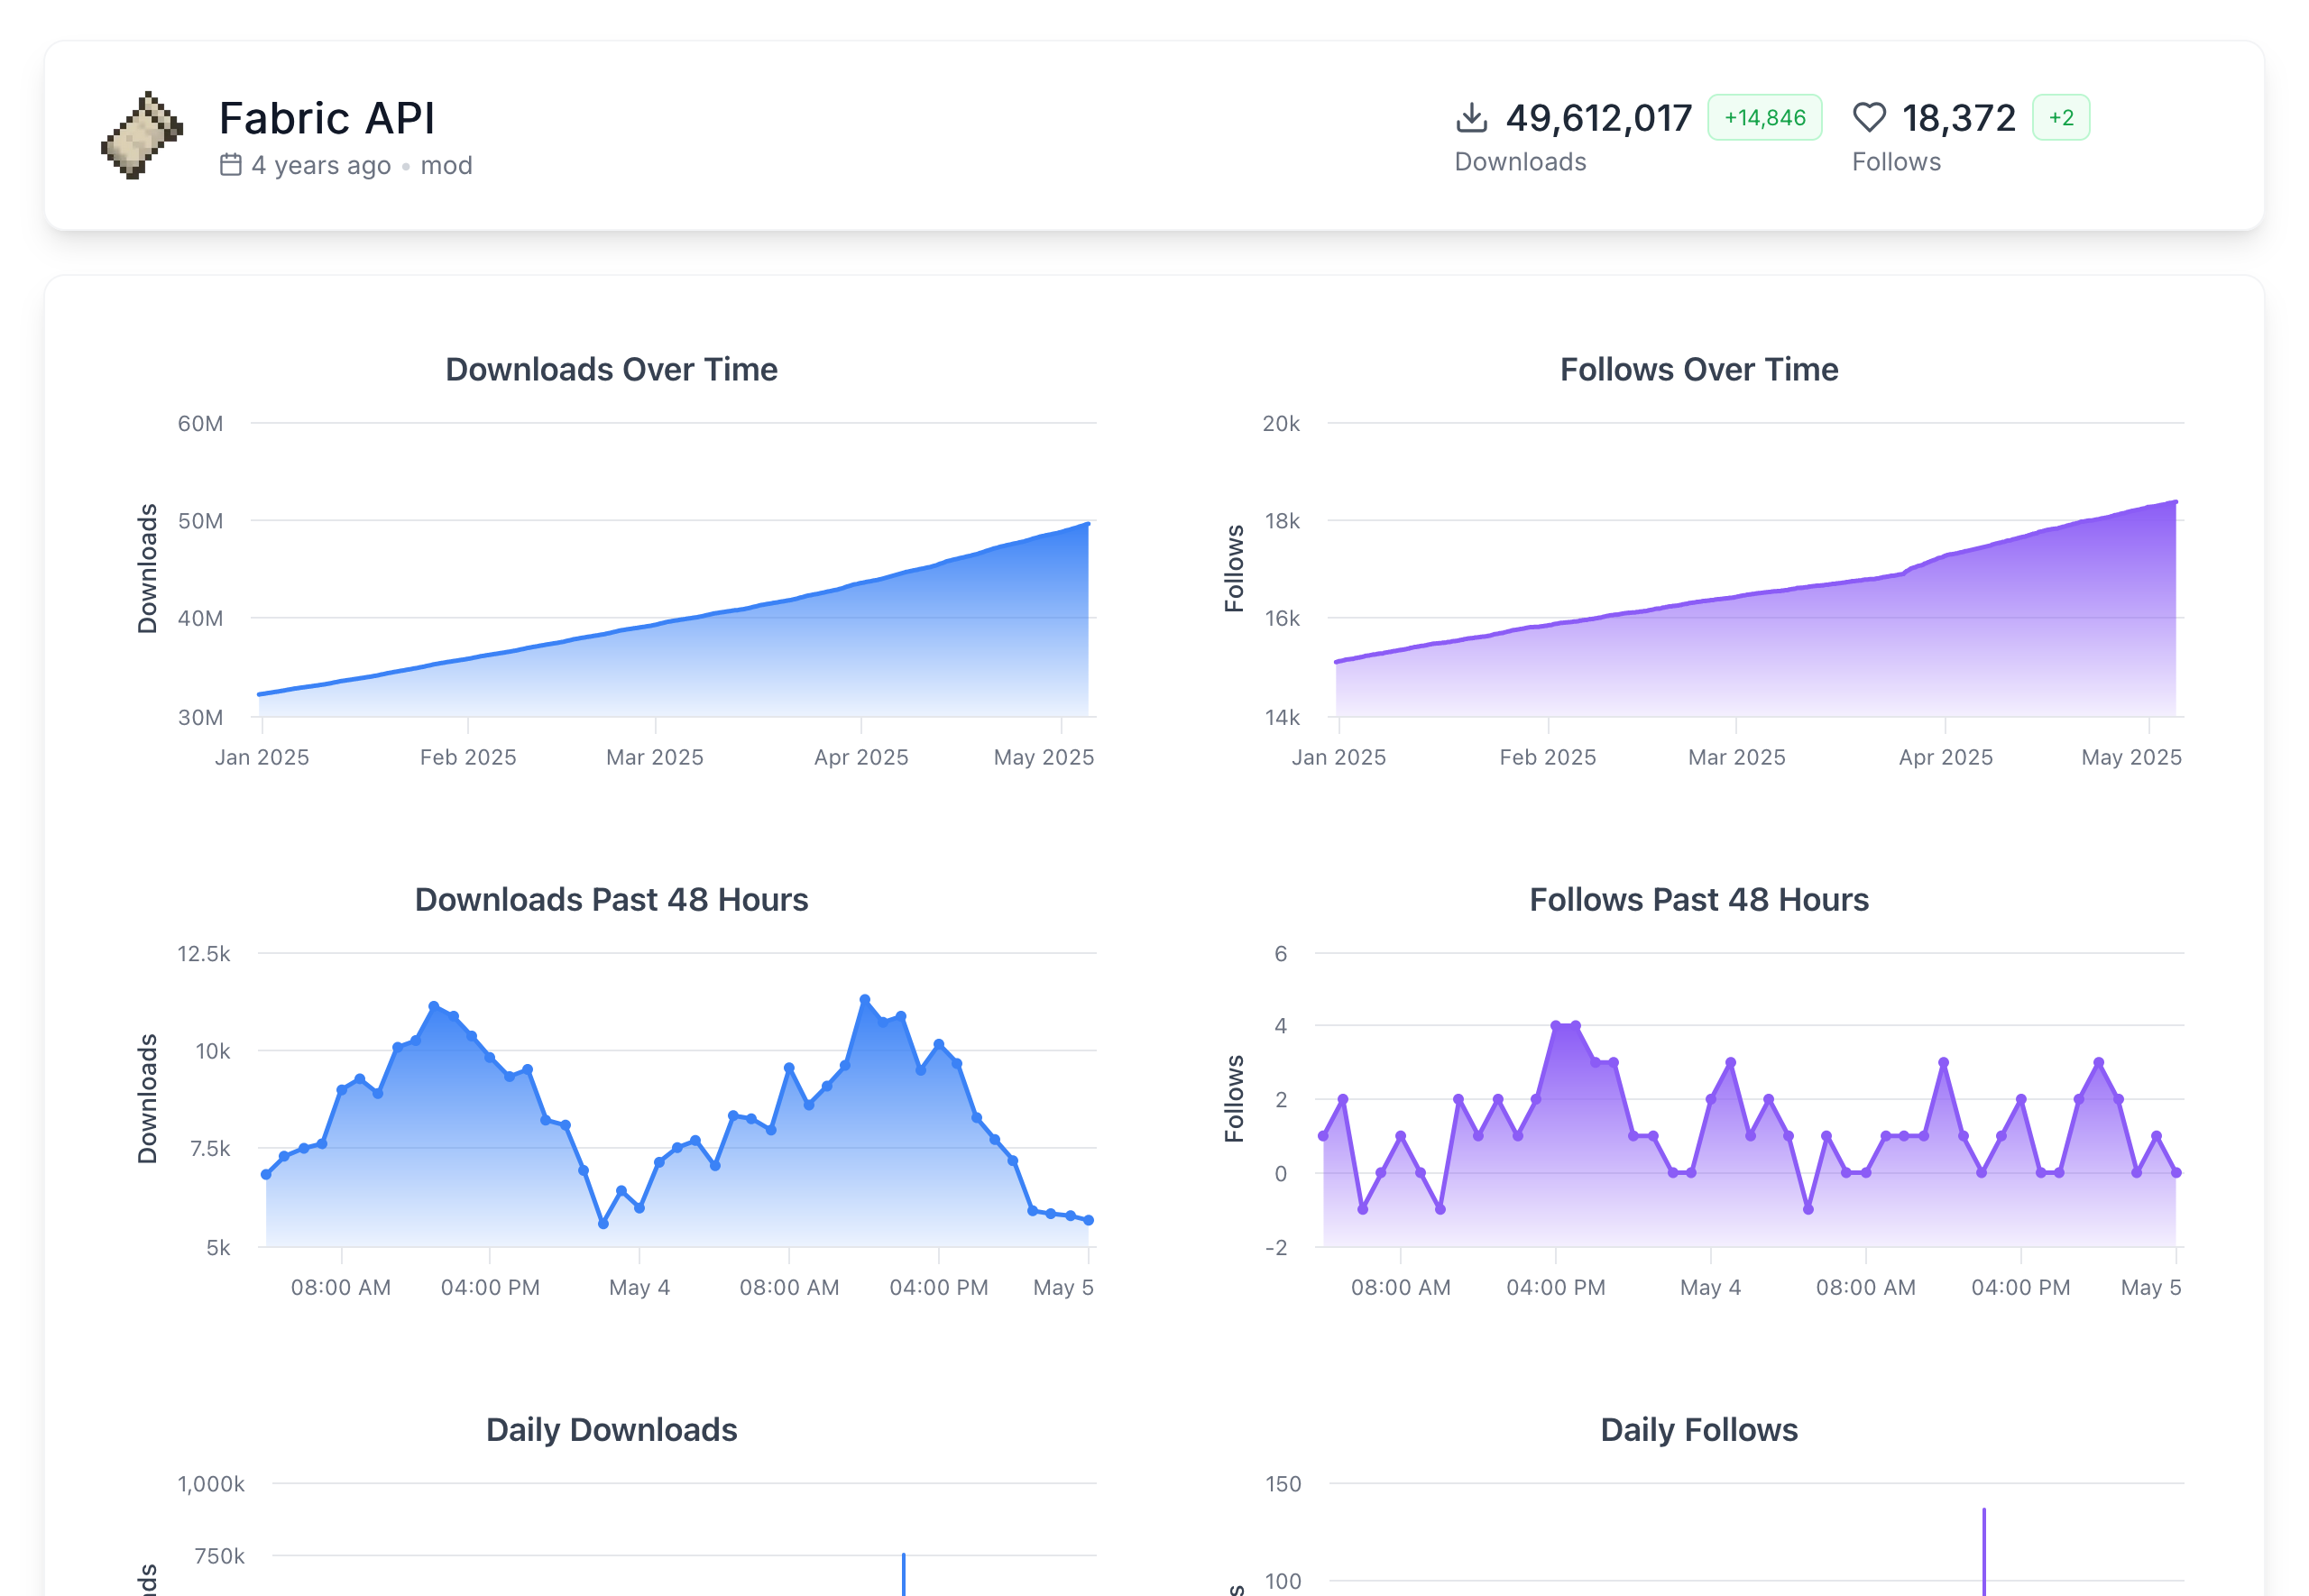 Fabric API
4 years ago • mod
49,612,017 +14,846
Downloads
18,372 +2
Follows
Downloads Over Time
Downloads
60M
50M
40M
30M
Jan 2025 Feb 2025 Mar 2025 Apr 2025 May 2025
Follows Over Time
Follows
20k
18k
16k
14k
Jan 2025 Feb 2025 Mar 2025 Apr 2025 May 2025
Downloads Past 48 Hours
Downloads
12.5k
10k
7.5k
5k
08:00 AM 04:00 PM May 4 08:00 AM 04:00 PM May 5
Follows Past 48 Hours
Follows
6
4
2
0
-2
08:00 AM 04:00 PM May 4 08:00 AM 04:00 PM May 5
Daily Downloads
1,000k
750k
Daily Follows
150
100